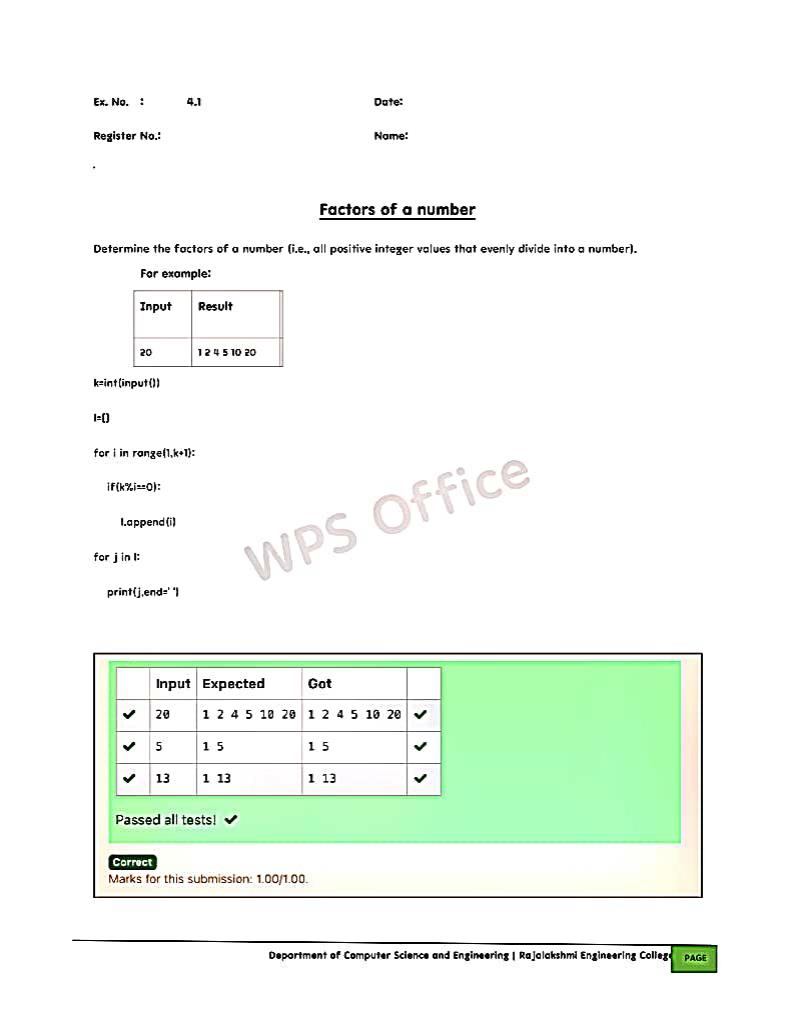 Ex. No. : 4.1 Date:
Register No.: Name:
.
Factors of a number
Determine the factors of a number (i.e., all positive integer values that evenly divide into a number).
For example:
Input Result
20 1 2 4 5 10 20
k=int(input())
l=[]
for i in range(1,k+1):
if(k%i==0):
l.append(i)
for j in l:
print(j,end=' ')
WPS Office
Input Expected Got
✔ 20 1 2 4 5 10 20 1 2 4 5 10 20 ✔
✔ 5 1 5 1 5 ✔
✔ 13 1 13 1 13 ✔
Passed all tests! ✔
Correct
Marks for this submission: 1.00/1.00.
Department of Computer Science and Engineering | Rajalakshmi Engineering College PAGE